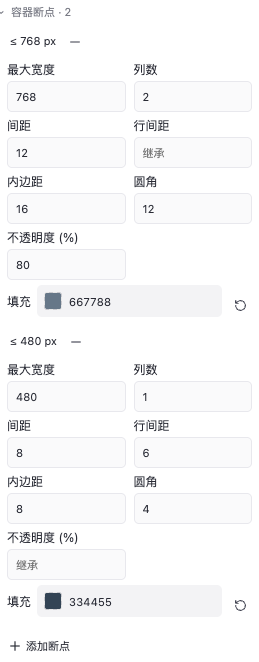 容器断点 · 2
≤ 768 px —
最大宽度 列数
768 2
间距 行间距
12 继承
内边距 圆角
16 12
不透明度 (%)
80
填充 667788
≤ 480 px —
最大宽度 列数
480 1
间距 行间距
8 6
内边距 圆角
8 4
不透明度 (%)
继承
填充 334455
+ 添加断点